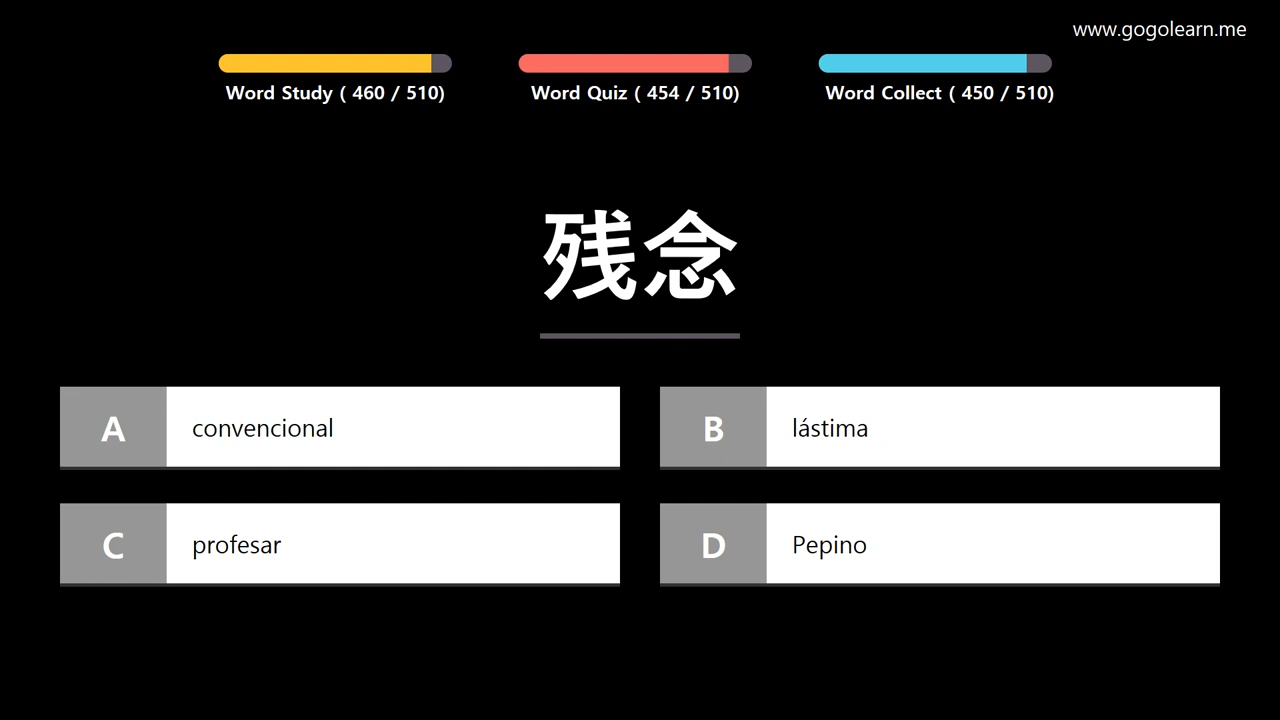 www.gogolearn.me
Word Study ( 460 / 510)
Word Quiz ( 454 / 510)
Word Collect ( 450 / 510)
残念
A convencional
B lástima
C profesar
D Pepino